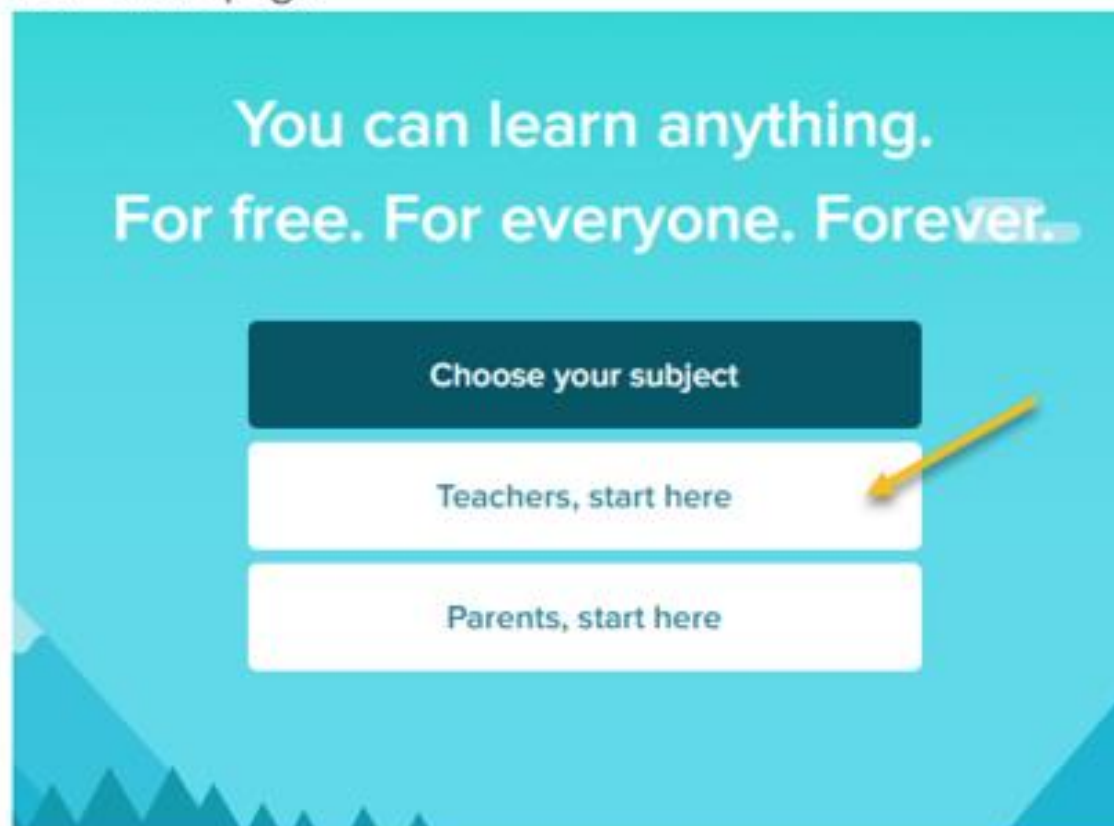 You can learn anything.
For free. For everyone. Forever.
Choose your subject
Teachers, start here
Parents, start here